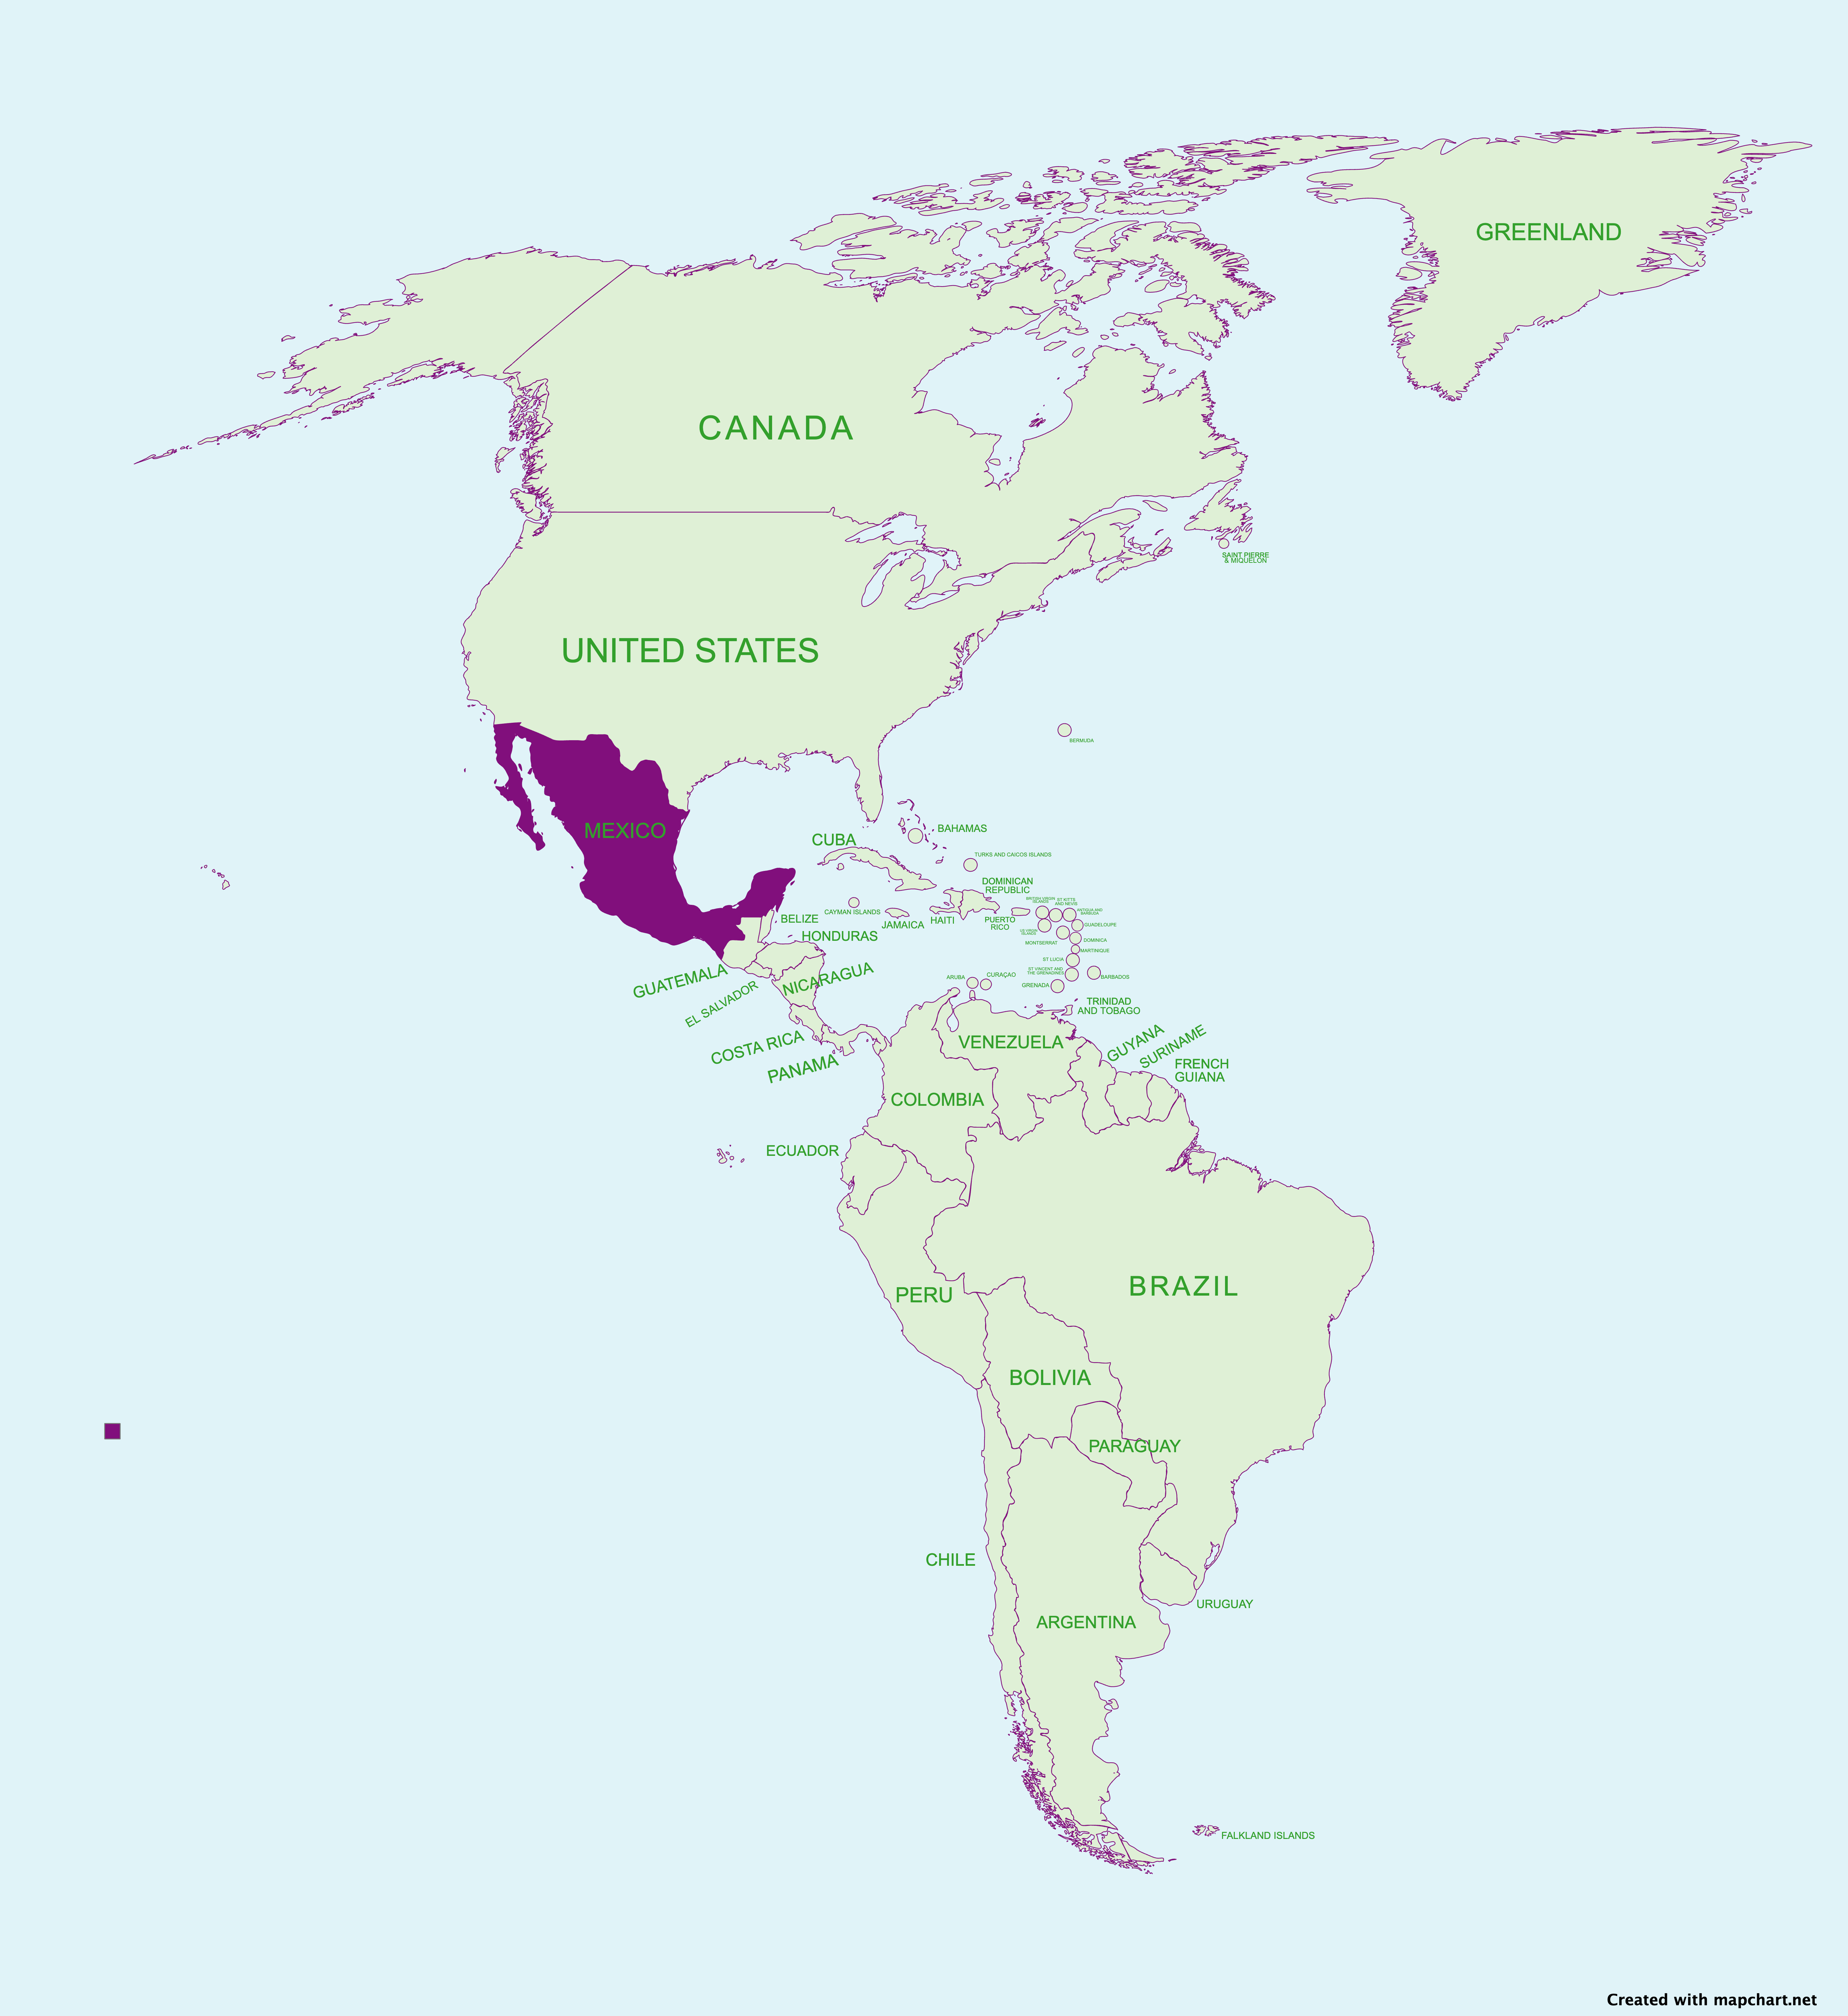 GREENLAND
CANADA
SAINT PIERRE
& MIQUELON
UNITED STATES
BERMUDA
MEXICO
CUBA
BAHAMAS
TURKS AND CAICOS ISLANDS
DOMINICAN
REPUBLIC
CAYMAN ISLANDS
JAMAICA
HAITI
PUERTO
RICO
BRITISH VIRGIN
ISLANDS
ST KITTS
AND NEVIS
ANTIGUA AND
BARBUDA
US VIRGIN
ISLANDS
GUADELOUPE
MONTSERRAT
DOMINICA
MARTINIQUE
ST LUCIA
ST VINCENT AND
THE GRENADINES
BARBADOS
GRENADA
ARUBA
CURAÇAO
TRINIDAD
AND TOBAGO
BELIZE
HONDURAS
GUATEMALA
EL SALVADOR
NICARAGUA
COSTA RICA
PANAMA
VENEZUELA
GUYANA
SURINAME
FRENCH
GUIANA
COLOMBIA
ECUADOR
PERU
BRAZIL
BOLIVIA
PARAGUAY
CHILE
ARGENTINA
URUGUAY
FALKLAND ISLANDS
Created with mapchart.net